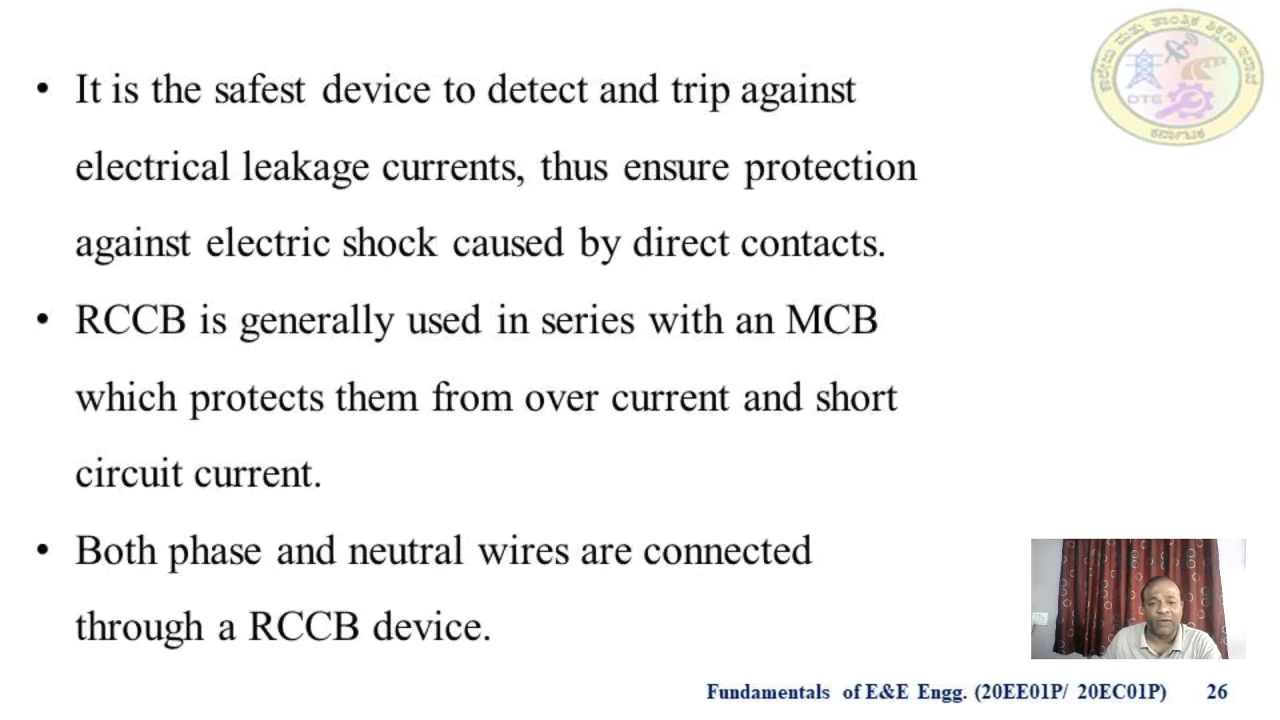 • It is the safest device to detect and trip against
electrical leakage currents, thus ensure protection
against electric shock caused by direct contacts.
• RCCB is generally used in series with an MCB
which protects them from over current and short
circuit current.
• Both phase and neutral wires are connected
through a RCCB device.
DTE
ಕರ್ನಾಟಕ
Fundamentals of E&E Engg. (20EE01P/ 20EC01P) 26